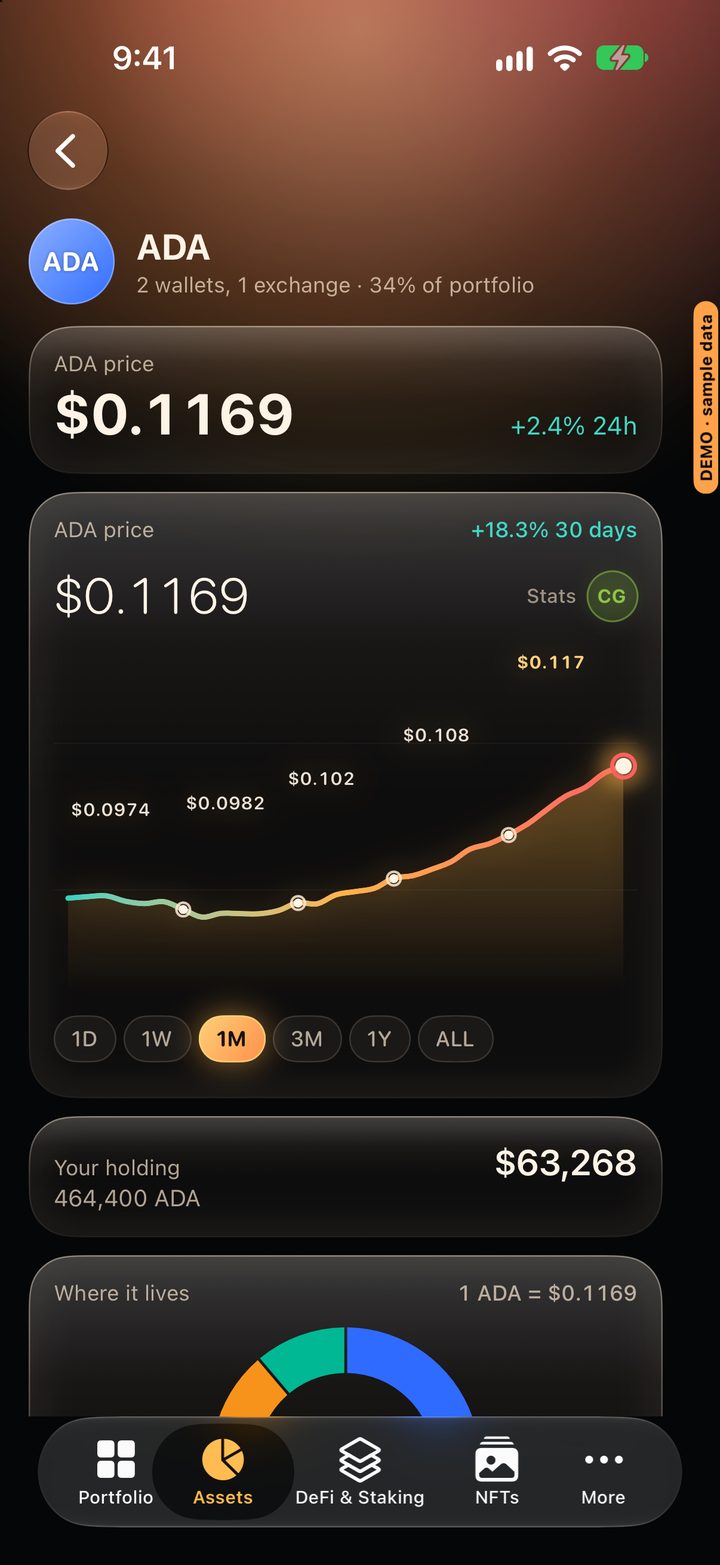 9:41
ADA
ADA
2 wallets, 1 exchange · 34% of portfolio
DEMO · sample data
ADA price
$0.1169
+2.4% 24h
ADA price
+18.3% 30 days
$0.1169
Stats
CG
$0.117
$0.108
$0.102
$0.0982
$0.0974
1D
1W
1M
3M
1Y
ALL
Your holding
$63,268
464,400 ADA
Where it lives
1 ADA = $0.1169
Portfolio
Assets
DeFi & Staking
NFTs
More